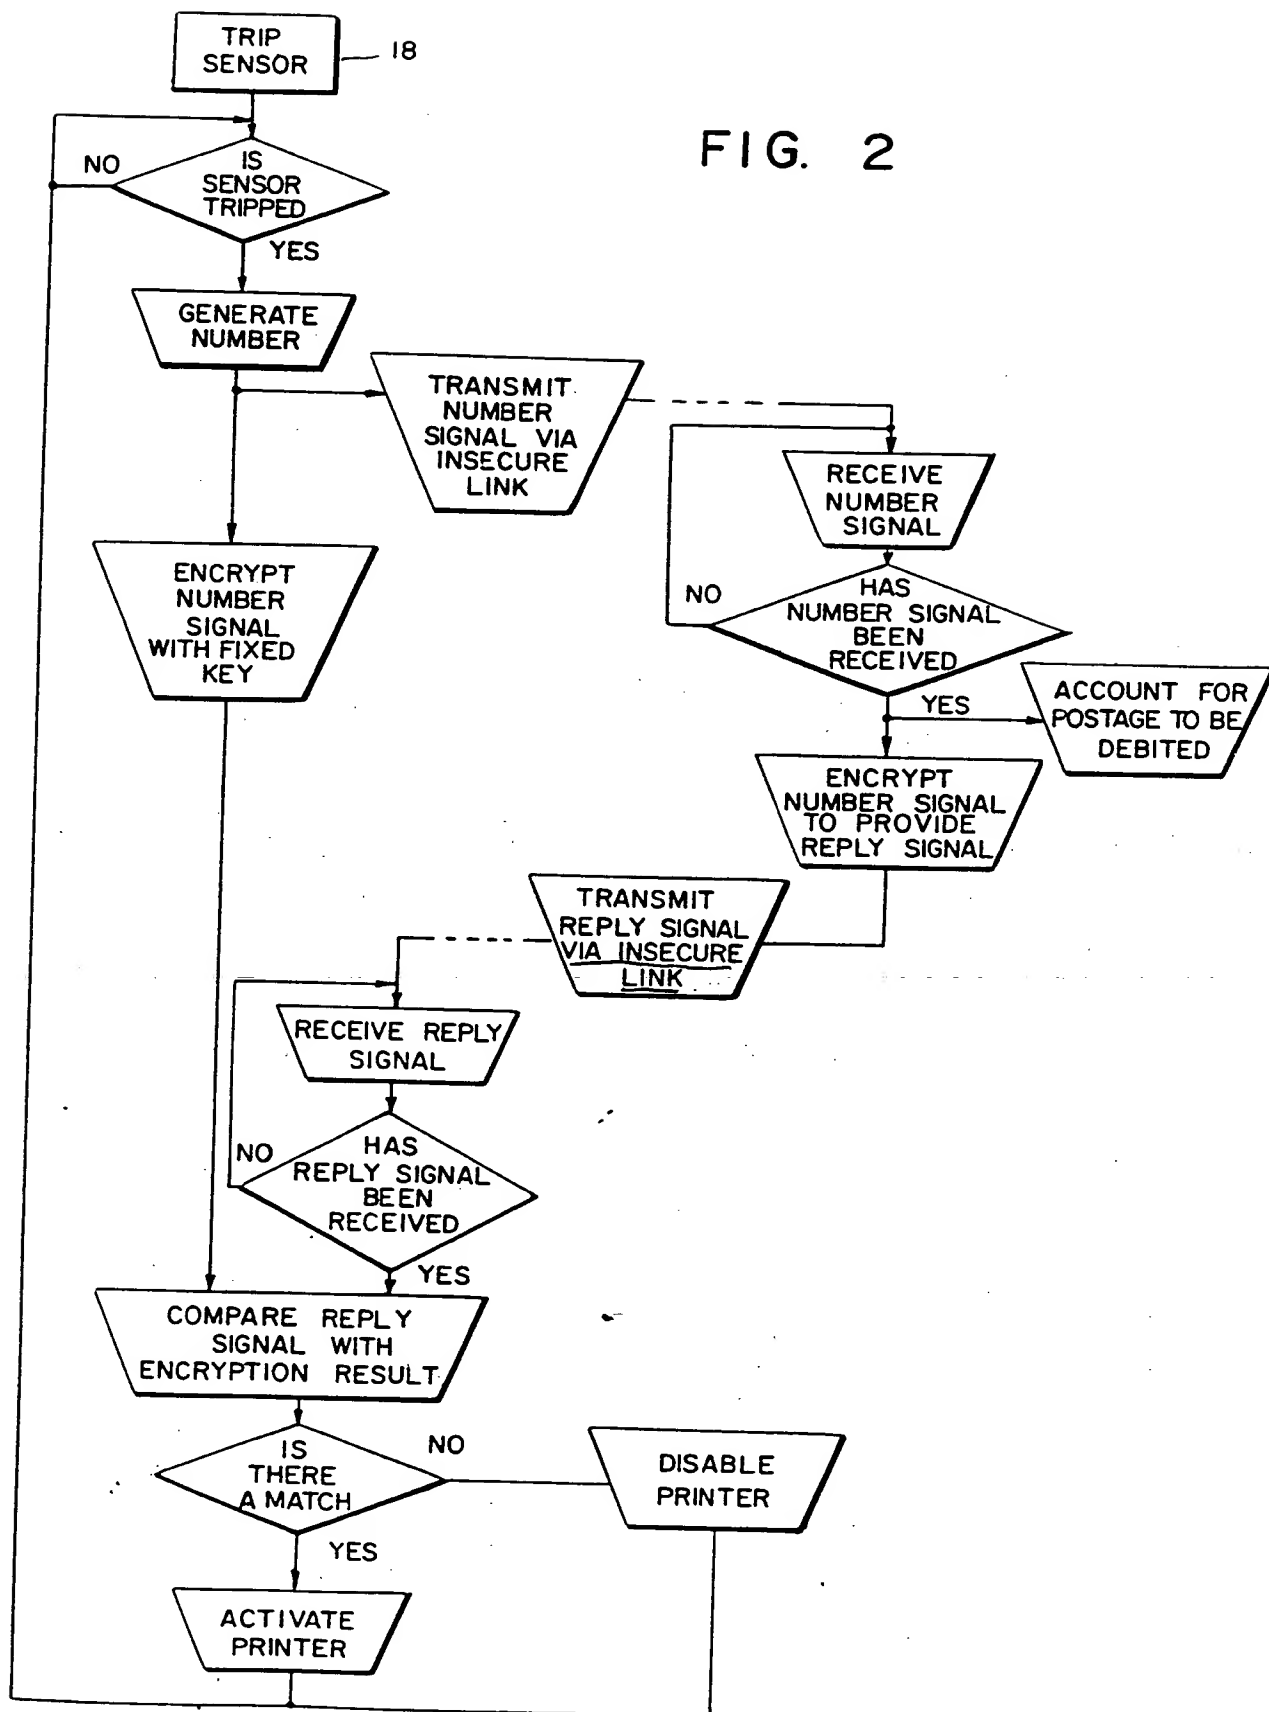 TRIP
SENSOR
18
FIG. 2
NO
IS
SENSOR
TRIPPED
YES
GENERATE
NUMBER
TRANSMIT
NUMBER
SIGNAL VIA
INSECURE
LINK
RECEIVE
NUMBER
SIGNAL
ENCRYPT
NUMBER
SIGNAL
WITH FIXED
KEY
NO
HAS
NUMBER SIGNAL
BEEN
RECEIVED
YES
ACCOUNT FOR
POSTAGE TO BE
DEBITED
ENCRYPT
NUMBER SIGNAL
TO PROVIDE
REPLY SIGNAL
TRANSMIT
REPLY SIGNAL
VIA INSECURE
LINK
RECEIVE REPLY
SIGNAL
NO
HAS
REPLY SIGNAL
BEEN
RECEIVED
YES
COMPARE REPLY
SIGNAL WITH
ENCRYPTION RESULT
IS
THERE
A MATCH
NO
DISABLE
PRINTER
YES
ACTIVATE
PRINTER